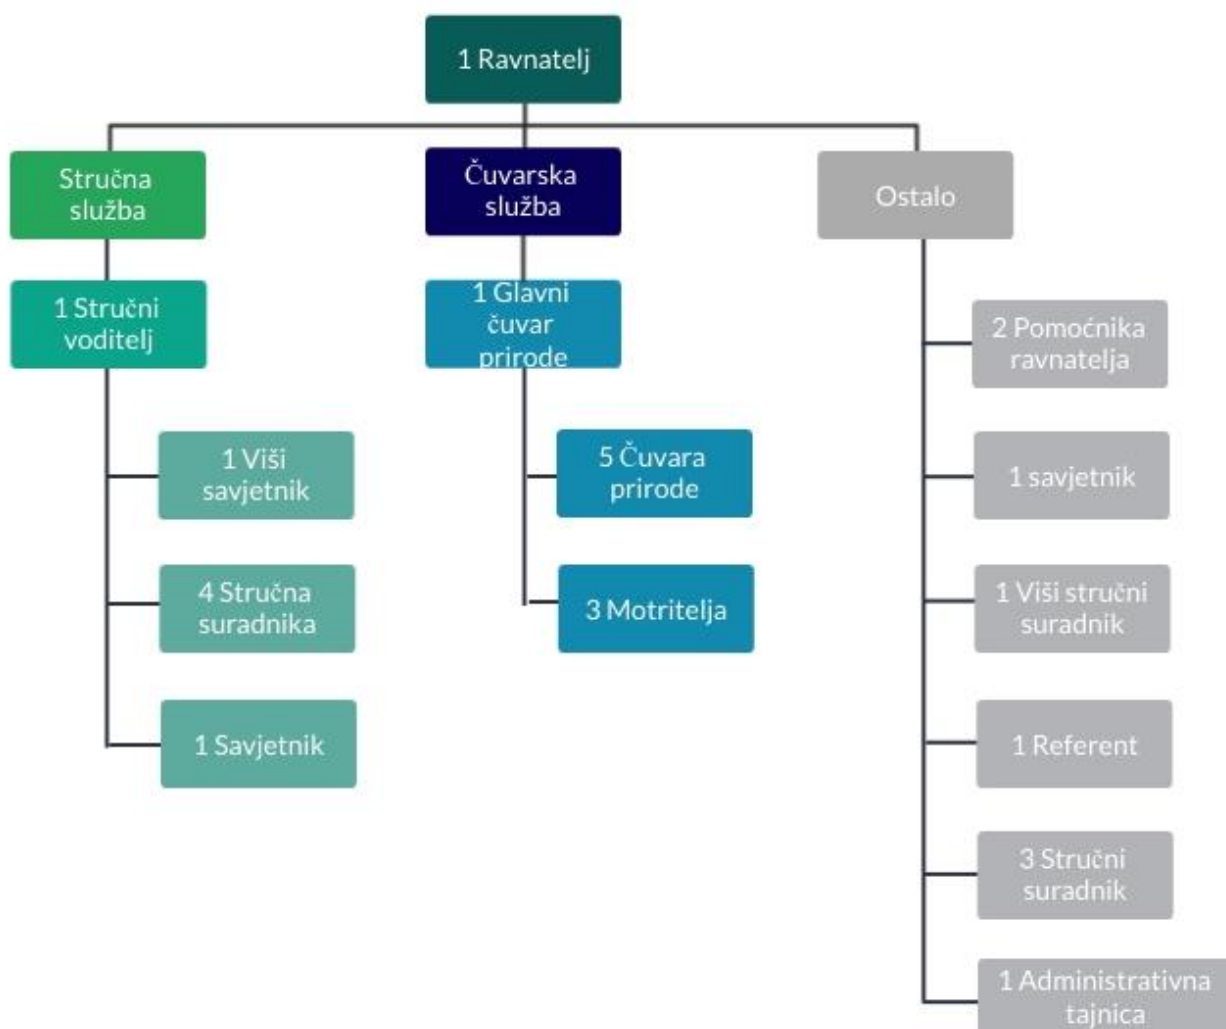 1 Ravnatelj
Stručna
služba
1 Stručni
voditelj
1 Viši
savjetnik
4 Stručna
suradnika
1 Savjetnik
Čuvarska
služba
1 Glavni
čuvar
prirode
5 Čuvara
prirode
3 Motritelja
Ostalo
2 Pomoćnika
ravnatelja
1 savjetnik
1 Viši stručni
suradnik
1 Referent
3 Stručni
suradnik
1 Administrativna
tajnica